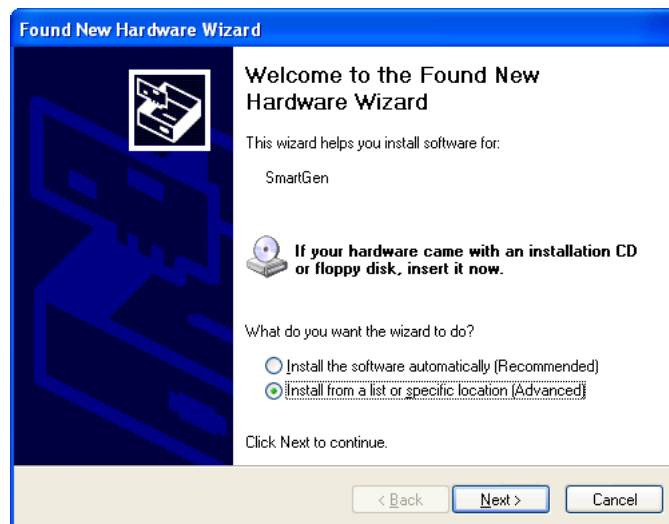 Found New Hardware Wizard
Welcome to the Found New
Hardware Wizard
This wizard helps you install software for:
SmartGen
If your hardware came with an installation CD
or floppy disk, insert it now.
What do you want the wizard to do?
Install the software automatically (Recommended)
Install from a list or specific location (Advanced)
Click Next to continue.
< Back Next > Cancel